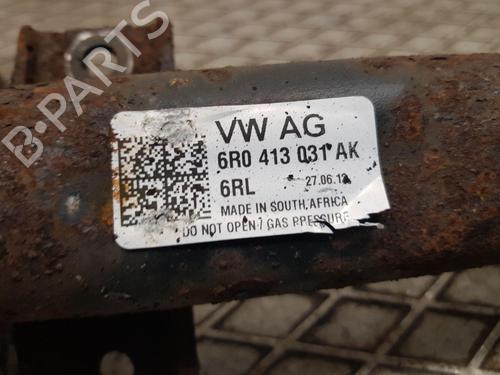 B-PARTS
VW AG
6R0 413 031 AK
6RL 27.06.12
MADE IN SOUTH AFRICA
DO NOT OPEN / GAS PRESSURE